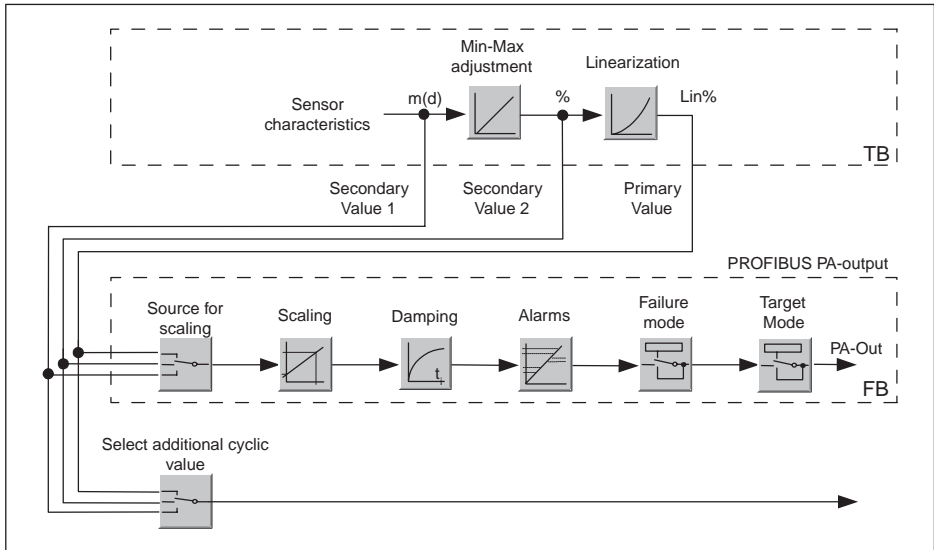 Min-Max
adjustment
Linearization
Sensor
characteristics
m(d)
%
Lin%
TB
Secondary
Value 1
Secondary
Value 2
Primary
Value
PROFIBUS PA-output
Source for
scaling
Scaling
Damping
Alarms
Failure
mode
Target
Mode
t
PA-Out
FB
Select additional cyclic
value